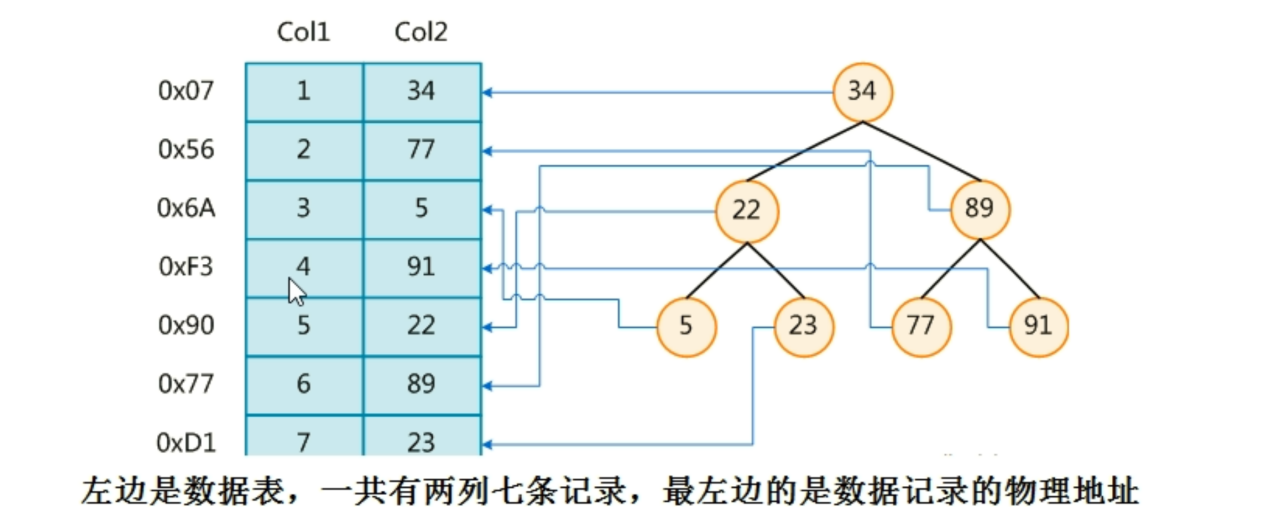 Col1 Col2
0x07 1 34 34
0x56 2 77
0x6A 3 5 22 89
0xF3 4 91
0x90 5 22 5 23 77 91
0x77 6 89
0xD1 7 23
左边是数据表，一共有两列七条记录，最左边的是数据记录的物理地址